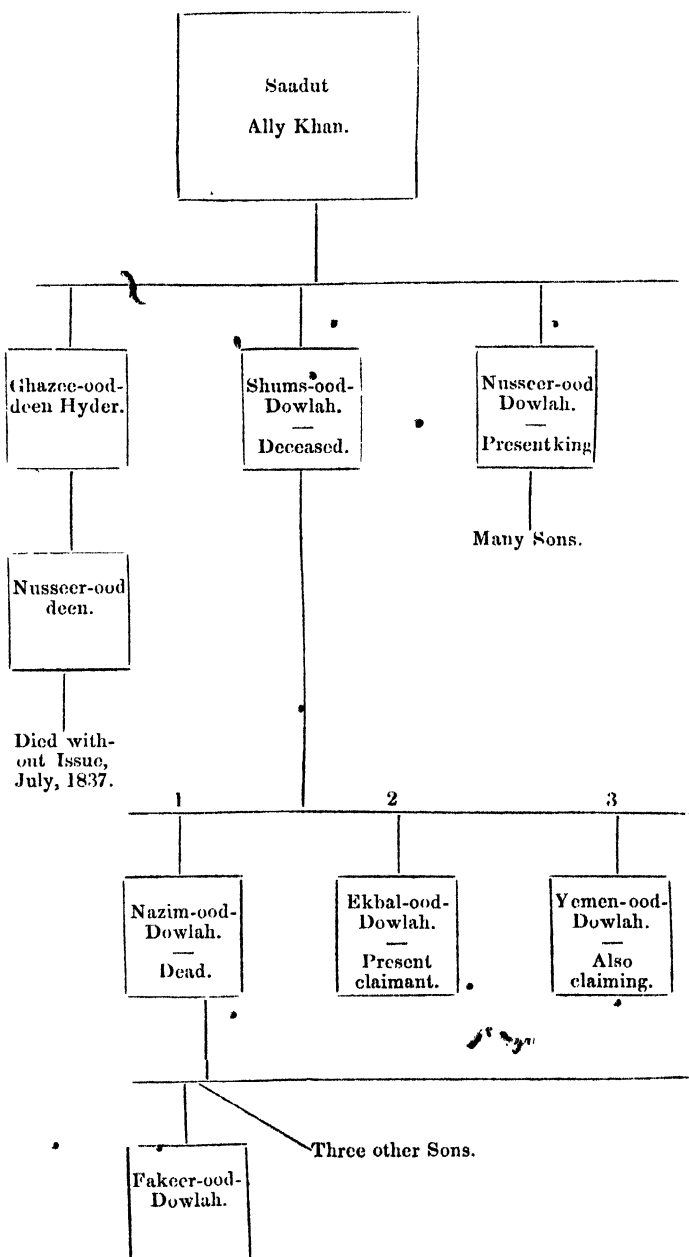 Saadut
Ally Khan.
Ghazee-ood-
deen Hyder.
Shums-ood-
Dowlah.
—
Deceased.
Nusseer-ood
Dowlah.
—
Present king
Many Sons.
Nusseer-ood
deen.
Died with-
out Issue,
July, 1837.
1
2
3
Nazim-ood-
Dowlah.
—
Dead.
Ekbal-ood-
Dowlah.
—
Present
claimant.
Yemen-ood-
Dowlah.
—
Also
claiming.
Three other Sons.
Fakeer-ood-
Dowlah.